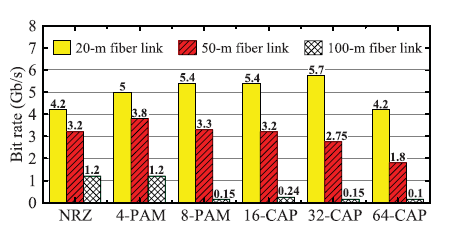 8
7
6
5
4
3
2
1
0
Bit rate (Gb/s)
20-m fiber link 50-m fiber link 100-m fiber link
4.2 3.2 1.2
5 3.8 1.2
5.4 3.3 0.15
5.4 3.2 0.24
5.7 2.75 0.15
4.2 1.8 0.1
NRZ 4-PAM 8-PAM 16-CAP 32-CAP 64-CAP